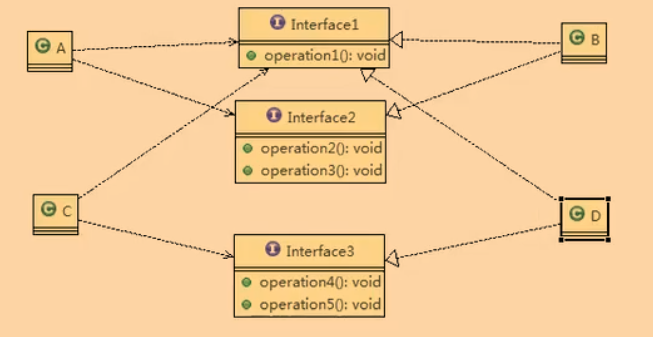 A
Interface1
operation1(): void
B
Interface2
operation2(): void
operation3(): void
C
D
Interface3
operation4(): void
operation5(): void